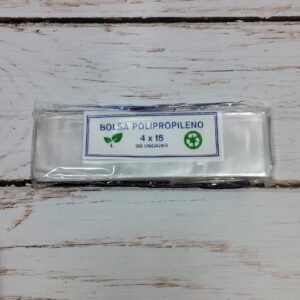 BOLSA POLIPROPILENO
4 x 15
200 UNIDADES